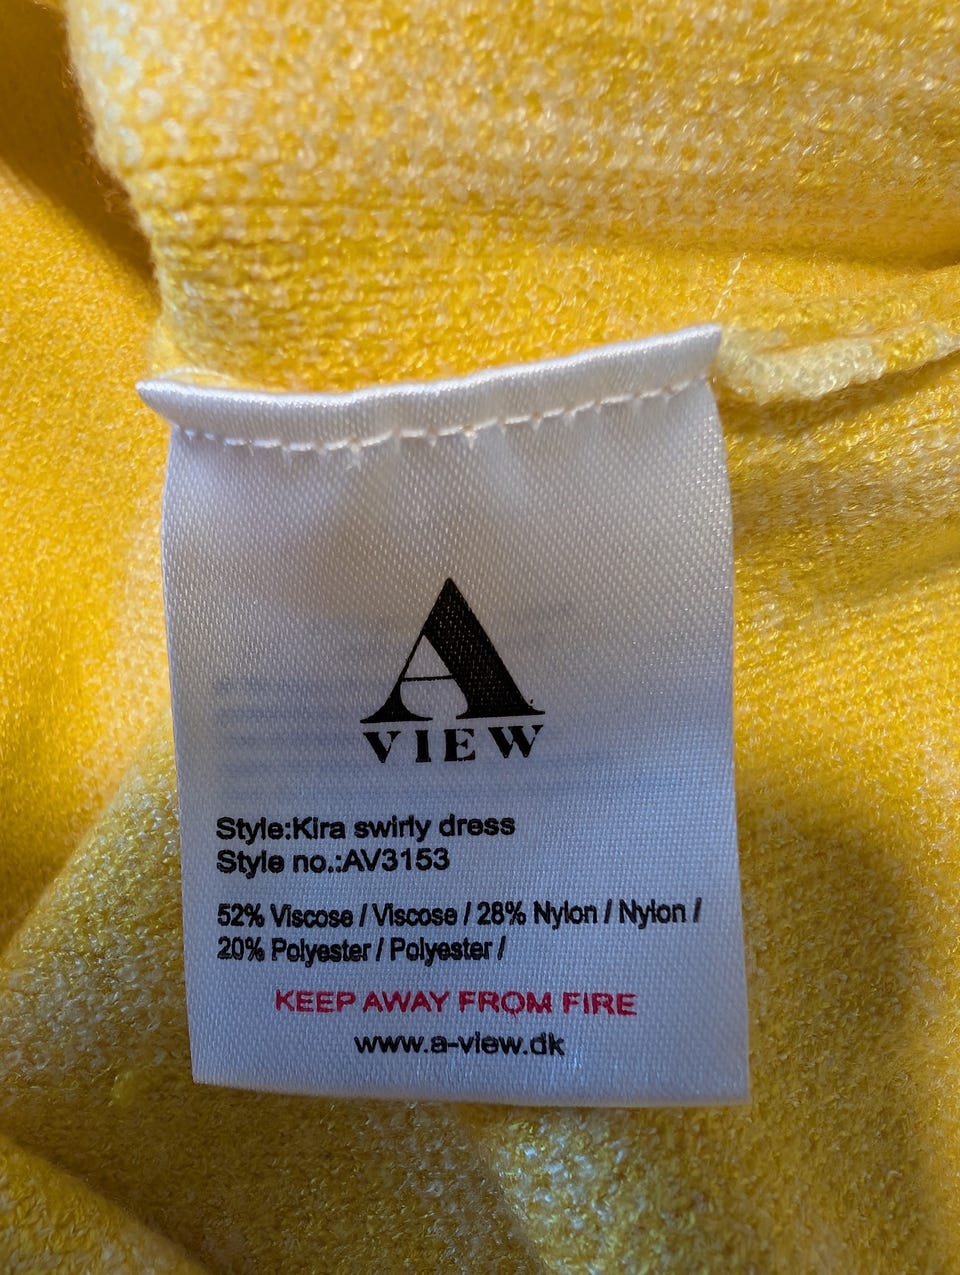 A
VIEW
Style:Kira swirly dress
Style no.:AV3153
52% Viscose / Viscose / 28% Nylon / Nylon /
20% Polyester / Polyester /
KEEP AWAY FROM FIRE
www.a-view.dk